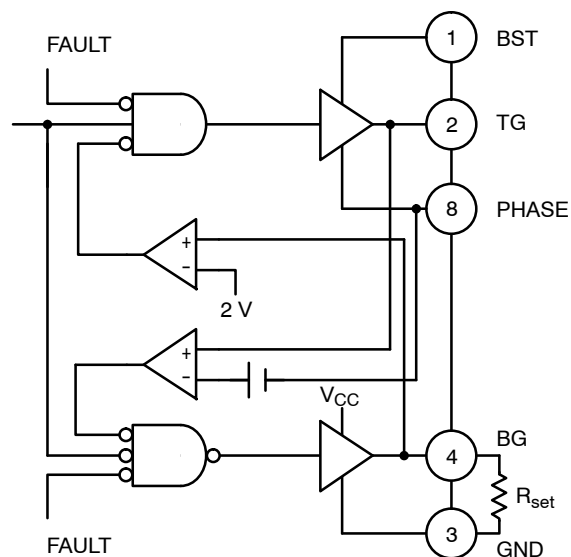 FAULT
1 BST
2 TG
8 PHASE
+
−
2 V
+
−
VCC
BG
4
Rset
3
GND
FAULT